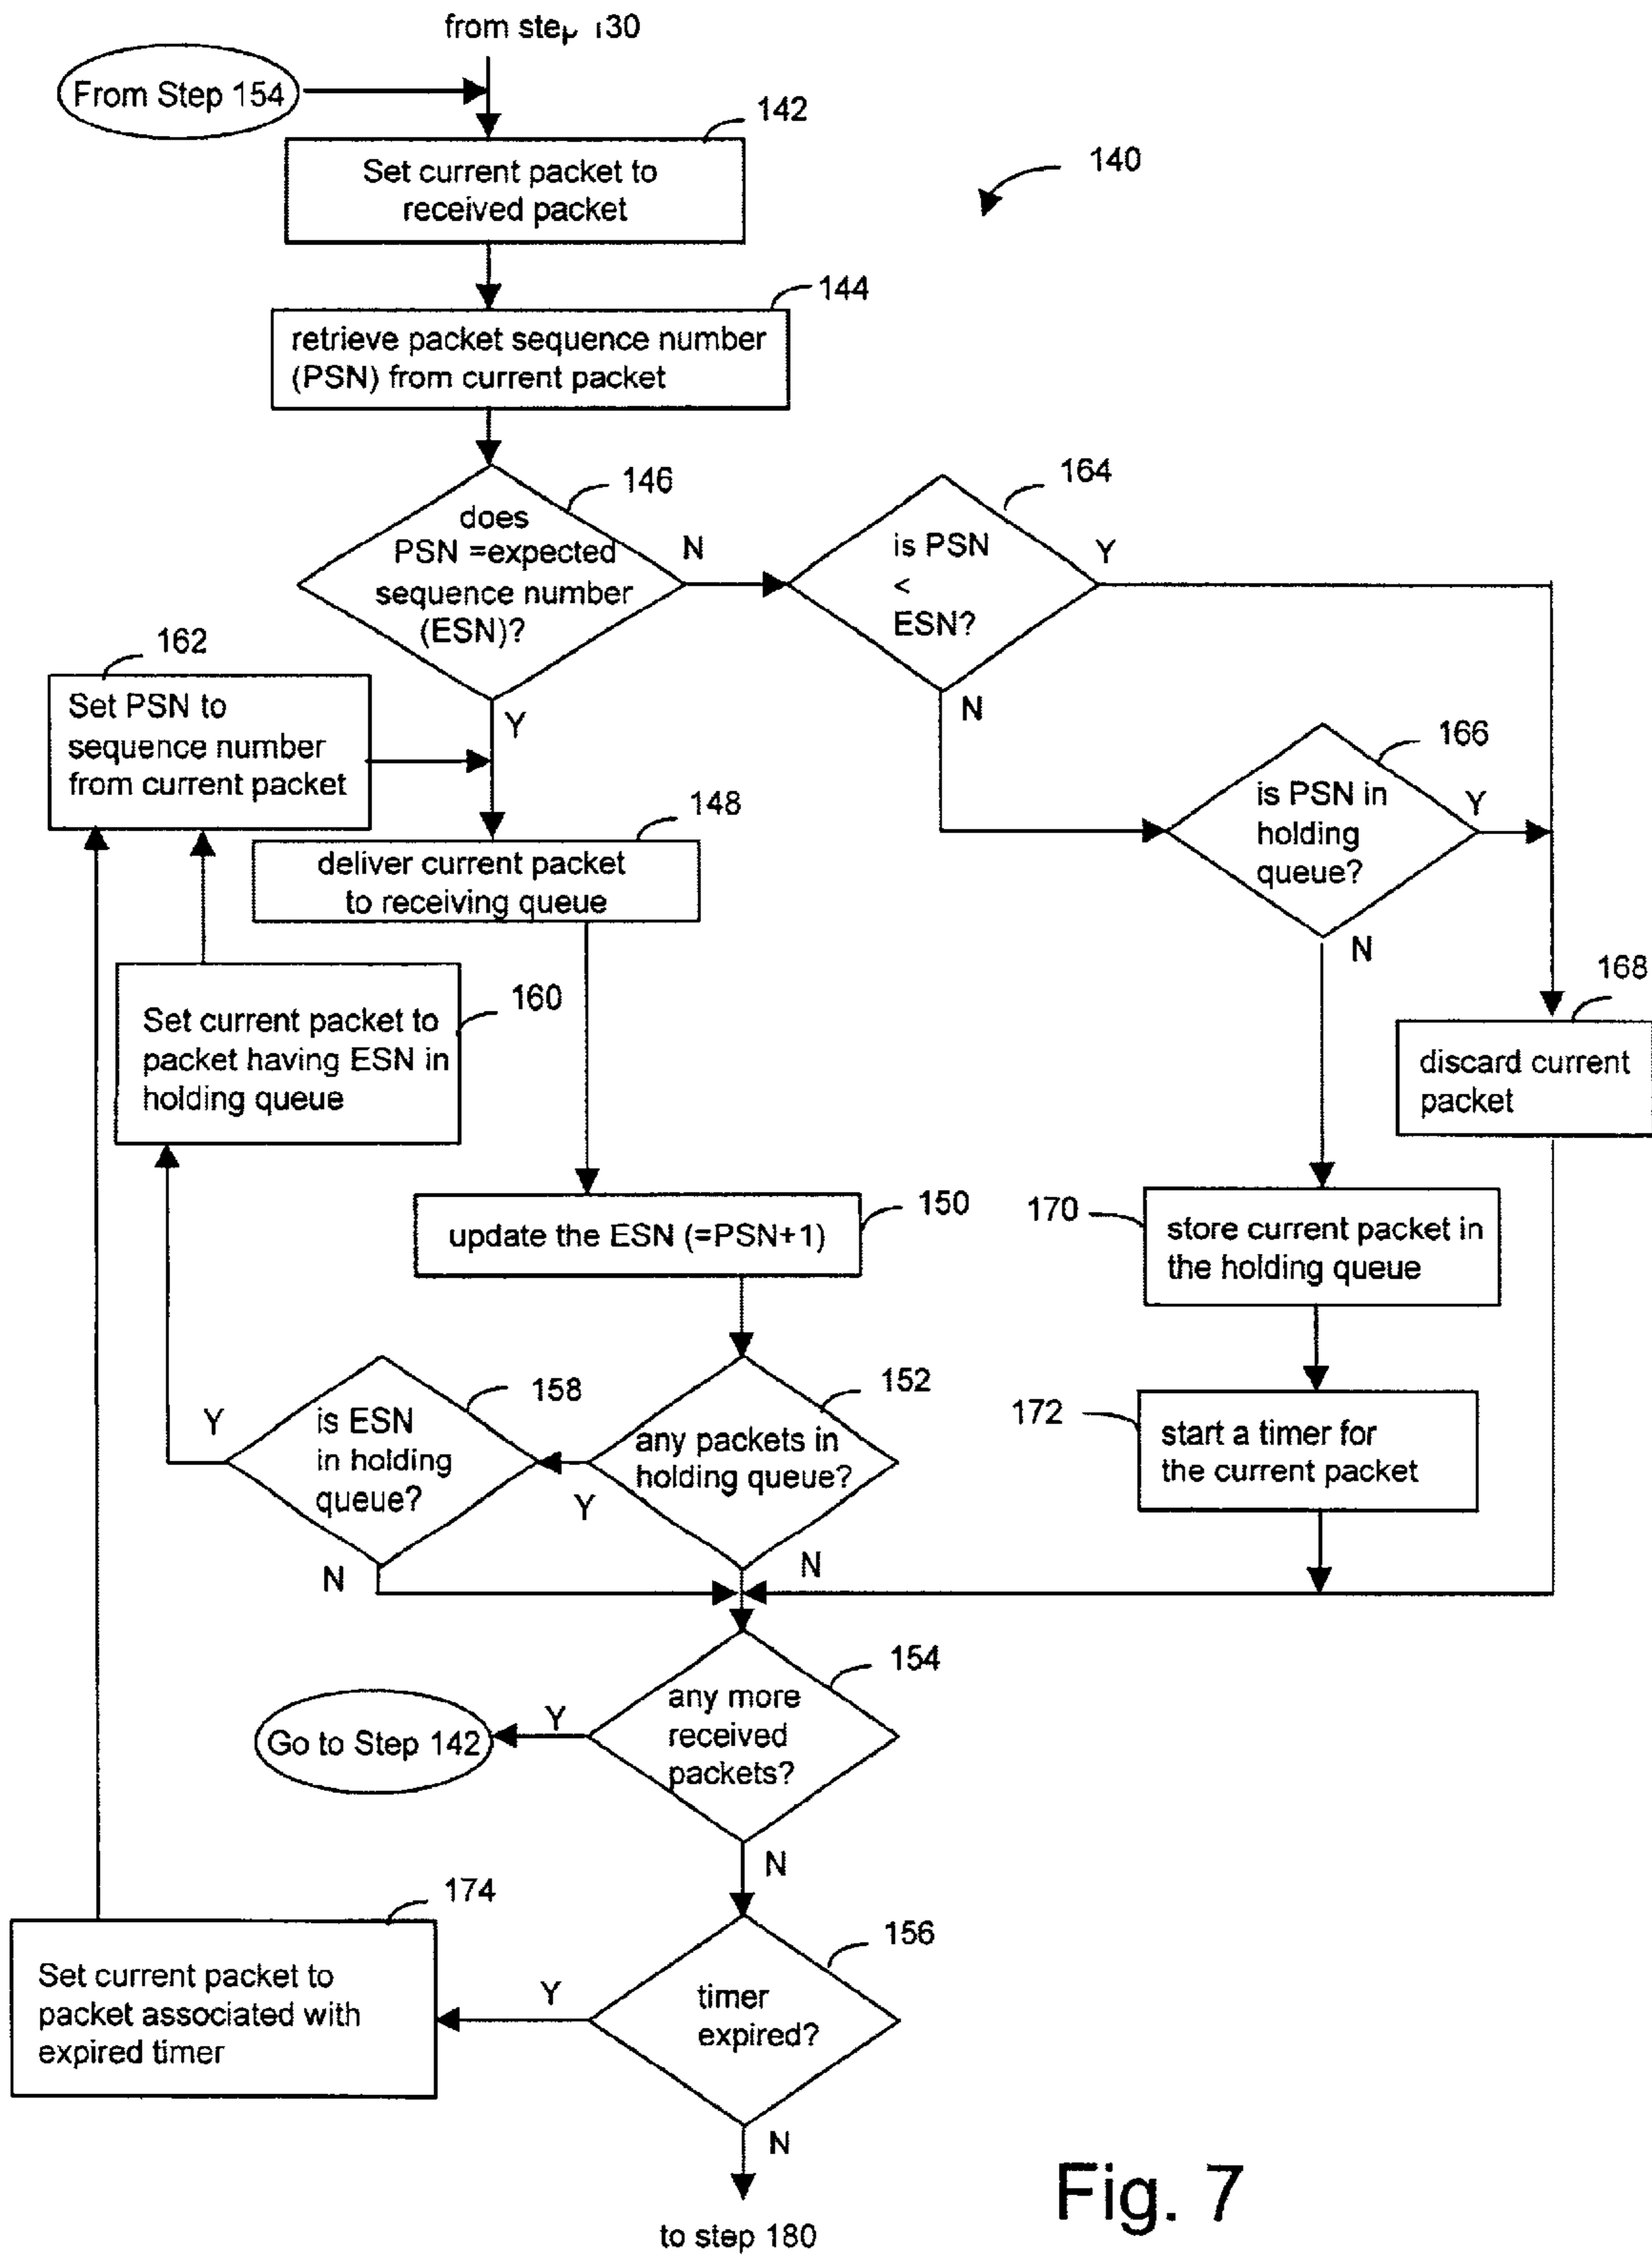 from step 130
From Step 154
142
Set current packet to
received packet
140
144
retrieve packet sequence number
(PSN) from current packet
146
does
PSN =expected
sequence number
(ESN)?
N
Y
164
is PSN
<
ESN?
Y
N
162
Set PSN to
sequence number
from current packet
166
is PSN in
holding
queue?
Y
N
148
deliver current packet
to receiving queue
160
Set current packet to
packet having ESN in
holding queue
168
discard current
packet
150
update the ESN (=PSN+1)
170
store current packet in
the holding queue
158
is ESN
in holding
queue?
Y
N
152
any packets in
holding queue?
Y
N
172
start a timer for
the current packet
154
any more
received
packets?
Y
Go to Step 142
N
174
Set current packet to
packet associated with
expired timer
156
timer
expired?
Y
N
to step 180
Fig. 7